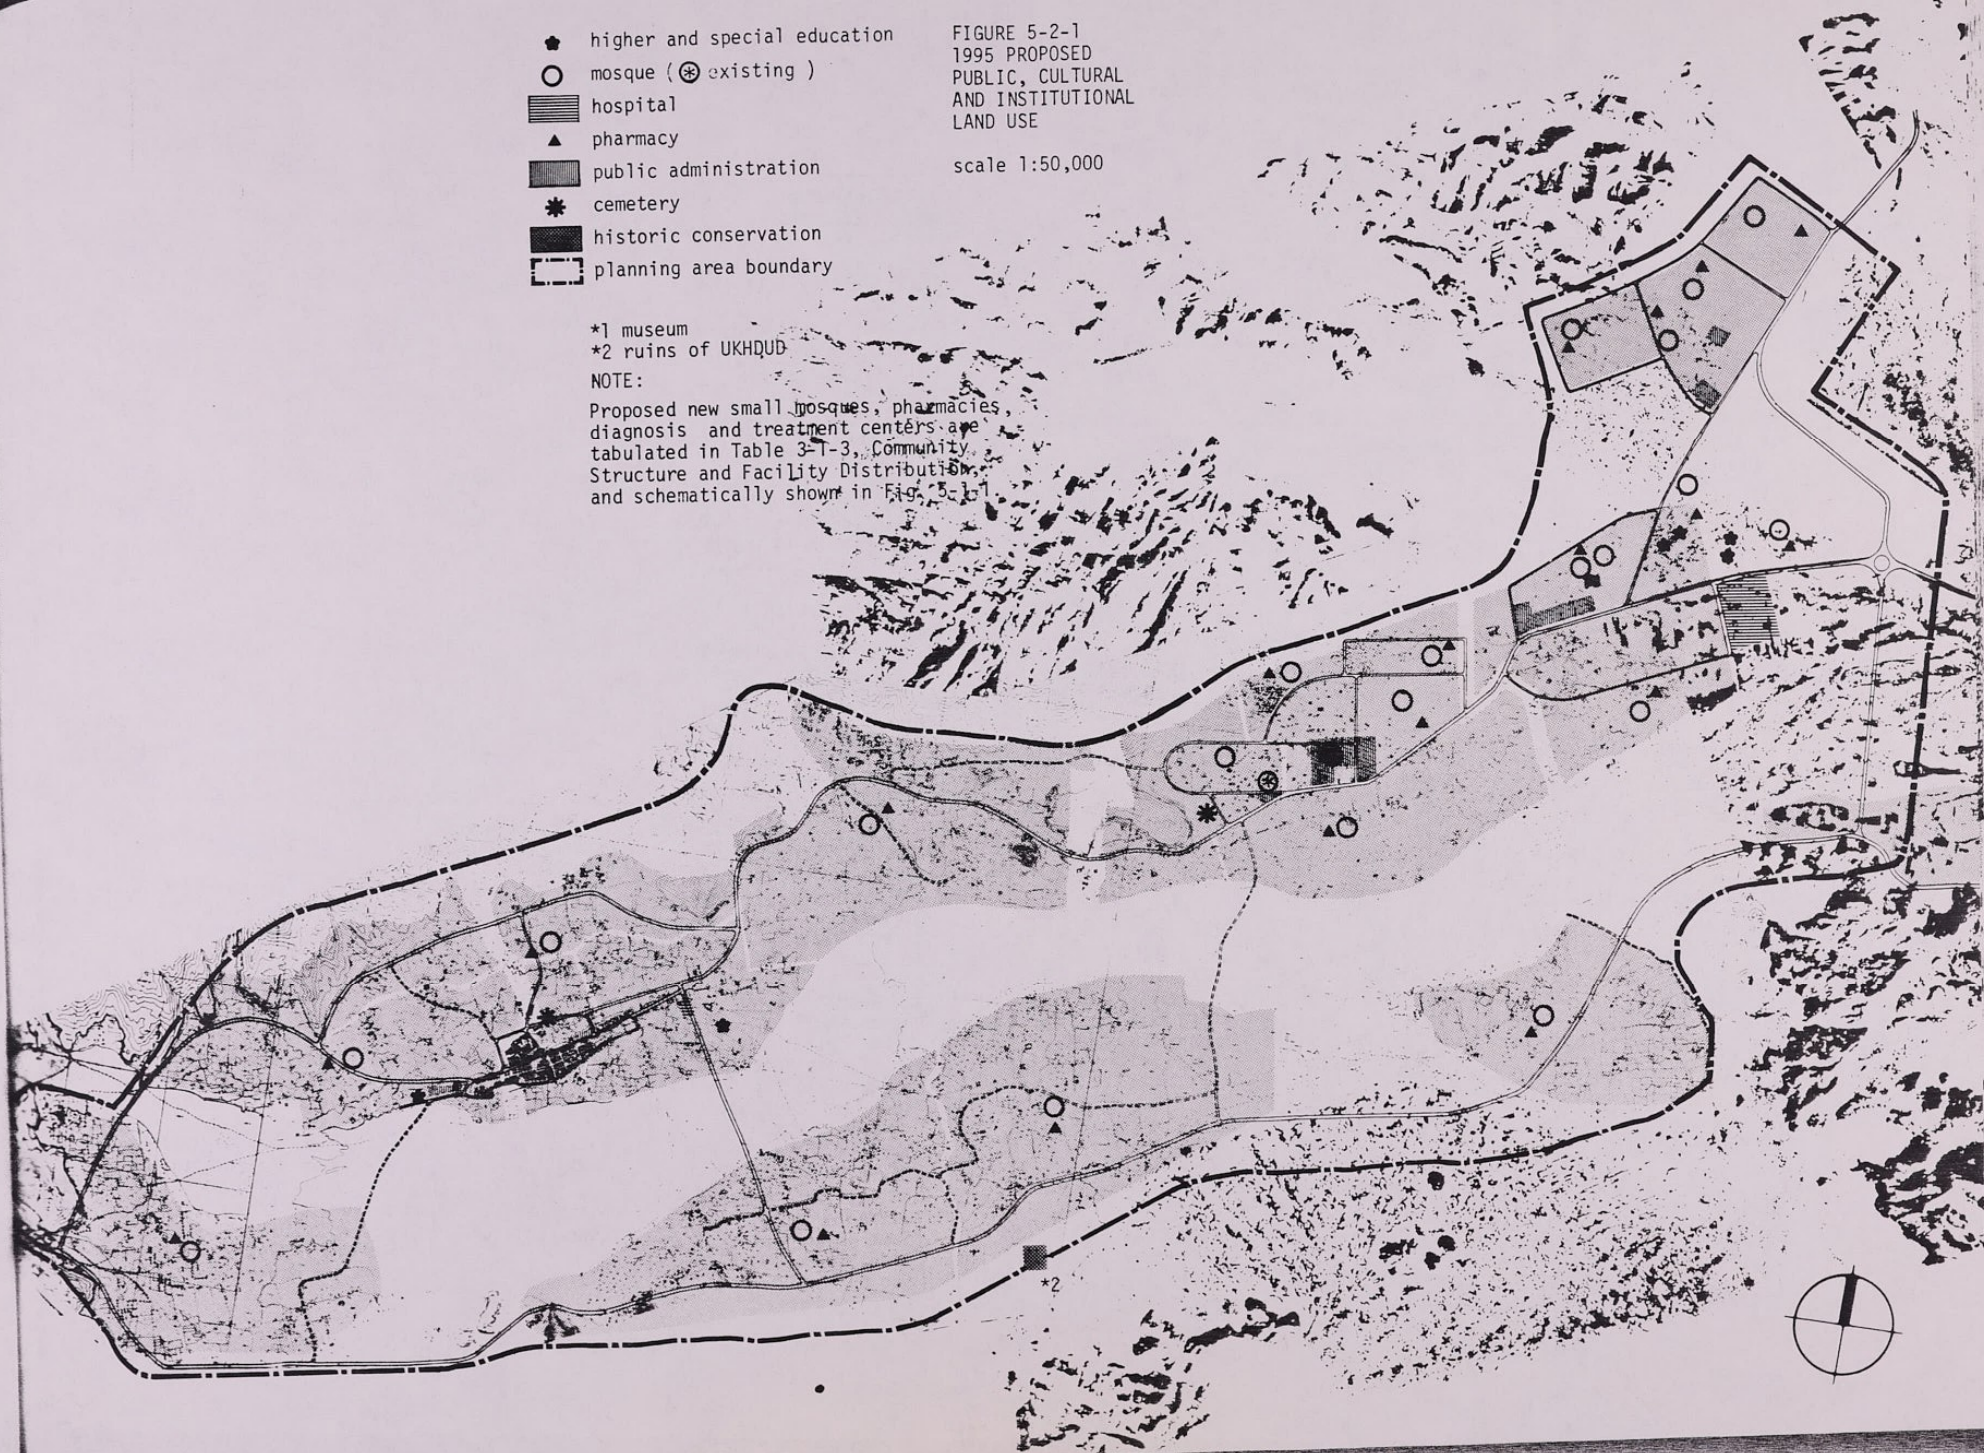 higher and special education
mosque ( existing )
hospital
pharmacy
public administration
cemetery
historic conservation
planning area boundary
*1 museum
*2 ruins of UKHDUD
NOTE:
Proposed new small mosques, pharmacies,
diagnosis and treatment centers are
tabulated in Table 3-1-3, Community
Structure and Facility Distribution,
and schematically shown in Fig. 5-1-1.
FIGURE 5-2-1
1995 PROPOSED
PUBLIC, CULTURAL
AND INSTITUTIONAL
LAND USE
scale 1:50,000
*2